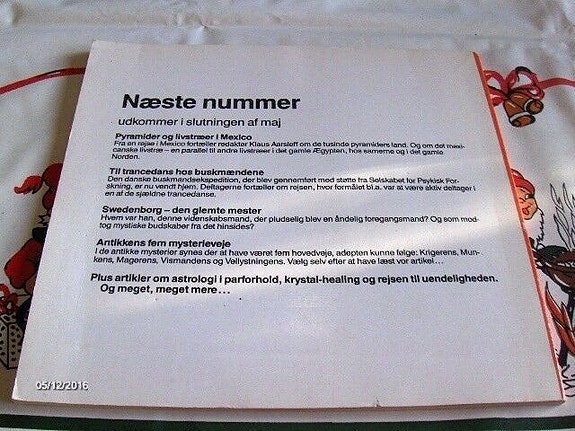 Næste nummer
udkommer i slutningen af maj
Pyramider og livstræer i Mexico
Fra en rejse i Mexico fortæller redaktør Klaus Aarsleff om de tusinde pyramiders land. Og om det mexi-
canske livstræ – en parallel til andre livstræer i det gamle Ægypten, hos samerne og i det gamle
Norden.
Til trancedans hos buskmændene
Den danske buskmandsekspedition, der blev gennemført med støtte fra Selskabet for Psykisk For-
skning, er nu vendt hjem. Deltagerne fortæller om rejsen, hvor formålet bl.a. var at være aktiv deltager i
en af de sjældne trancedanse.
Swedenborg – den glemte mester
Hvem var han, denne videnskabsmand, der pludselig blev en åndelig foregangsmand? Og som mod-
tog mystiske budskaber fra det hinsides?
Antikkens fem mysterieveje
I de antikke mysterier synes der at have været fem hovedveje, adepten kunne følge: Krigerens, Mun-
kens, Magerens, Vismandens og Vellystningens. Vælg selv efter at have læst vor artikel...
Plus artikler om astrologi i parforhold, krystal-healing og rejsen til uendeligheden.
Og meget, meget mere...
05/12/2016